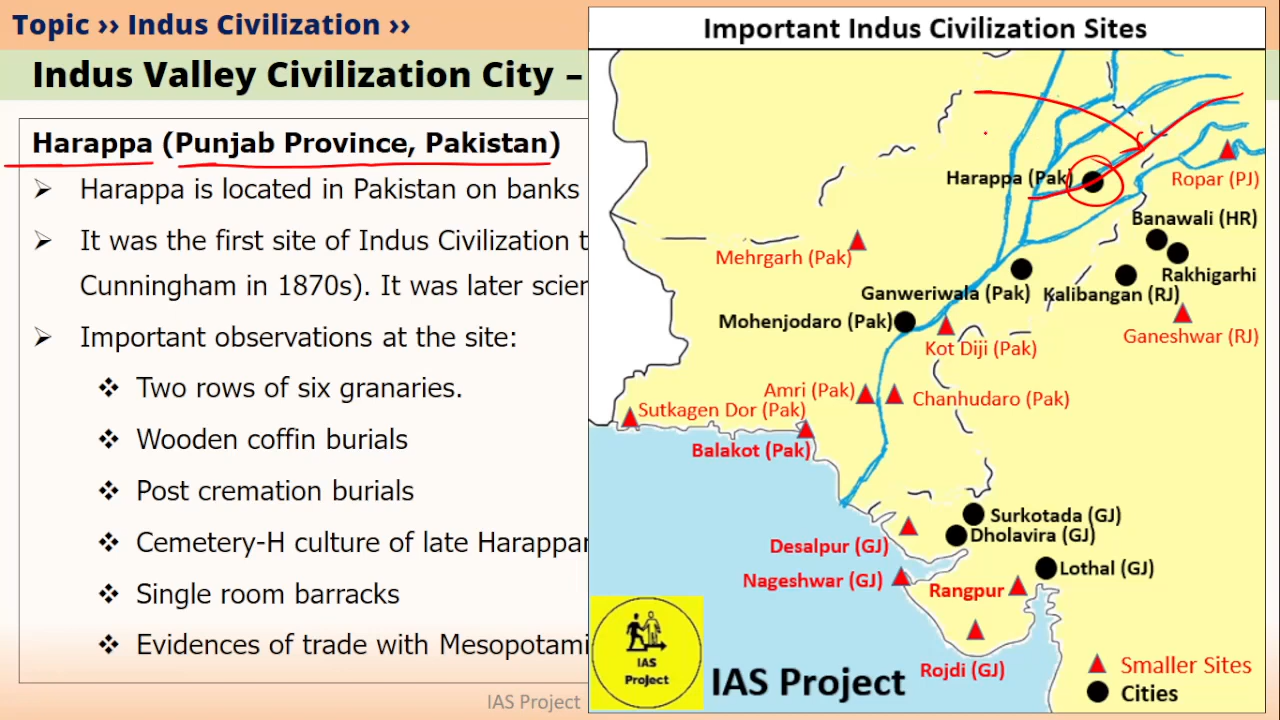 Topic ›› Indus Civilization ››
Indus Valley Civilization City –
Harappa (Punjab Province, Pakistan)
Harappa is located in Pakistan on banks
It was the first site of Indus Civilization t
Cunningham in 1870s). It was later scien
Important observations at the site:
Two rows of six granaries.
Wooden coffin burials
Post cremation burials
Cemetery-H culture of late Harappan
Single room barracks
Evidences of trade with Mesopotami
IAS Project
Important Indus Civilization Sites
Harappa (Pak)
Ropar (PJ)
Banawali (HR)
Mehrgarh (Pak)
Rakhigarhi
Ganweriwala (Pak)
Kalibangan (RJ)
Mohenjodaro (Pak)
Ganeshwar (RJ)
Kot Diji (Pak)
Amri (Pak)
Chanhudaro (Pak)
Sutkagen Dor (Pak)
Balakot (Pak)
Surkotada (GJ)
Dholavira (GJ)
Desalpur (GJ)
Lothal (GJ)
Nageshwar (GJ)
Rangpur
Rojdi (GJ)
IAS
Project
IAS Project
Smaller Sites
Cities